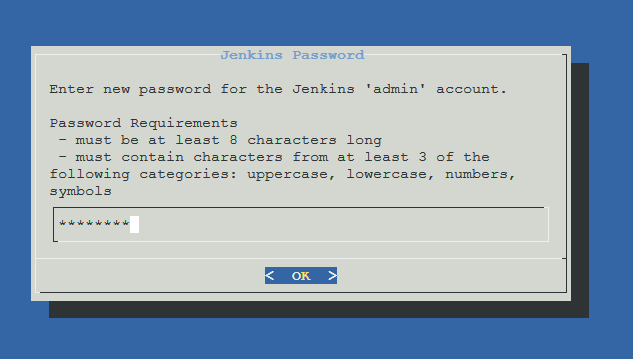 Jenkins Password
Enter new password for the Jenkins 'admin' account.
Password Requirements
- must be at least 8 characters long
- must contain characters from at least 3 of the
following categories: uppercase, lowercase, numbers,
symbols
********
< OK >